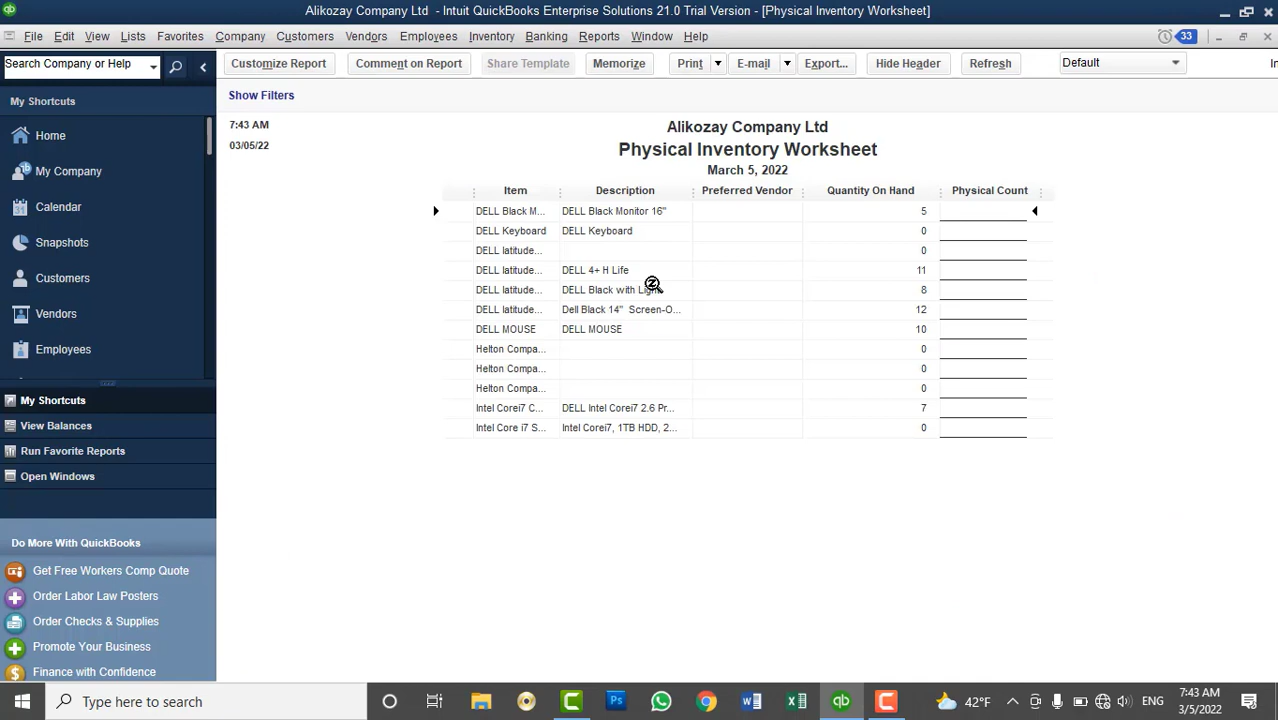 Alikozay Company Ltd - Intuit QuickBooks Enterprise Solutions 21.0 Trial Version - [Physical Inventory Worksheet]
File Edit View Lists Favorites Company Customers Vendors Employees Inventory Banking Reports Window Help 33
Search Company or Help
Customize Report Comment on Report Share Template Memorize Print E-mail Export... Hide Header Refresh Default In
My Shortcuts
Home
My Company
Calendar
Snapshots
Customers
Vendors
Employees
My Shortcuts
View Balances
Run Favorite Reports
Open Windows
Do More With QuickBooks
Get Free Workers Comp Quote
Order Labor Law Posters
Order Checks & Supplies
Promote Your Business
Finance with Confidence
Show Filters
7:43 AM
03/05/22
Alikozay Company Ltd
Physical Inventory Worksheet
March 5, 2022
Item Description Preferred Vendor Quantity On Hand Physical Count
DELL Black M... DELL Black Monitor 16" 5
DELL Keyboard DELL Keyboard 0
DELL latitude... 0
DELL latitude... DELL 4+ H Life 11
DELL latitude... DELL Black with 8
DELL latitude... Dell Black 14" Screen-O... 12
DELL MOUSE DELL MOUSE 10
Helton Compa... 0
Helton Compa... 0
Helton Compa... 0
Intel Corei7 C... DELL Intel Corei7 2.6 Pr... 7
Intel Core i7 S... Intel Corei7, 1TB HDD, 2... 0
Type here to search
Ps
42°F
ENG
7:43 AM
3/5/2022